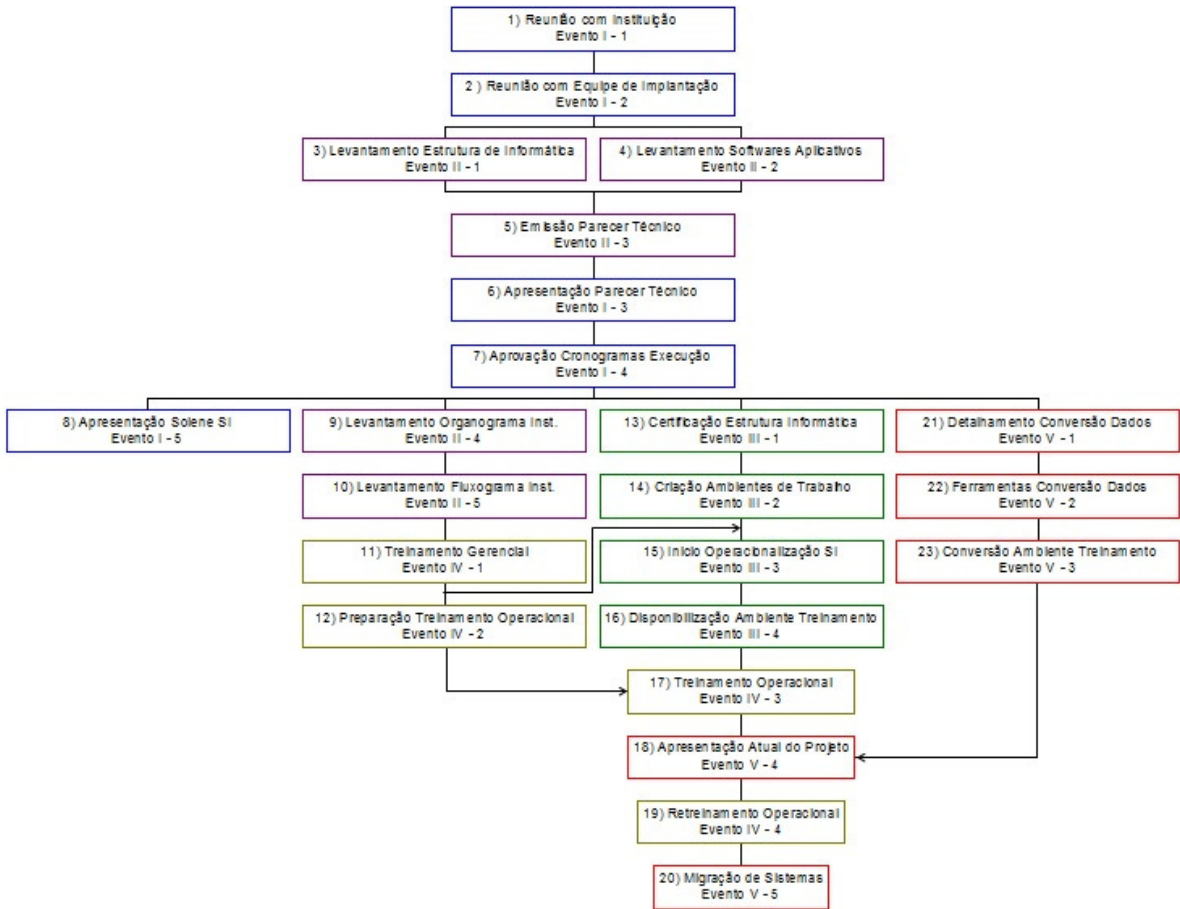 1) Reunião com Instituição
Evento I - 1
2 ) Reunião com Equipe de Implantação
Evento I - 2
3) Levantamento Estrutura de Informática
Evento II - 1
4) Levantamento Softwares Aplicativos
Evento II - 2
5) Emissão Parecer Técnico
Evento II - 3
6) Apresentação Parecer Técnico
Evento I - 3
7) Aprovação Cronogramas Execução
Evento I - 4
8) Apresentação Solene SI
Evento I - 5
9) Levantamento Organograma Inst.
Evento II - 4
13) Certificação Estrutura Informática
Evento III - 1
21) Detalhamento Conversão Dados
Evento V - 1
10) Levantamento Fluxograma Inst.
Evento II - 5
14) Criação Ambientes de Trabalho
Evento III - 2
22) Ferramentas Conversão Dados
Evento V - 2
11) Treinamento Gerencial
Evento IV - 1
15) Inicio Operacionalização SI
Evento III - 3
23) Conversão Ambiente Treinamento
Evento V - 3
12) Preparação Treinamento Operacional
Evento IV - 2
16) Disponibilização Ambiente Treinamento
Evento III - 4
17) Treinamento Operacional
Evento IV - 3
18) Apresentação Atual do Projeto
Evento V - 4
19) Retreinamento Operacional
Evento IV - 4
20) Migração de Sistemas
Evento V - 5